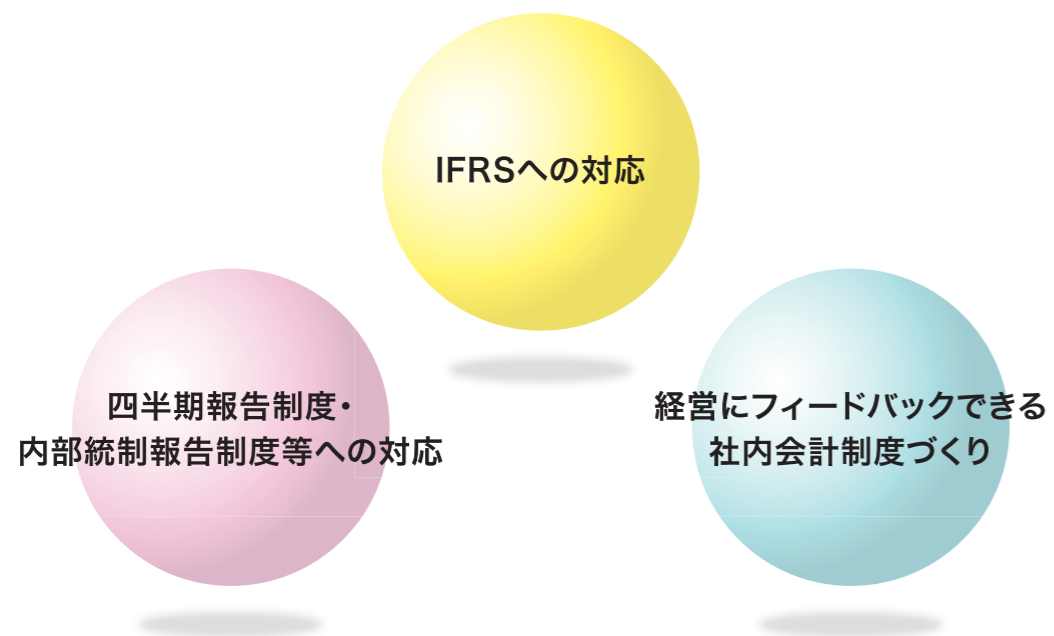 IFRSへの対応
四半期報告制度・
内部統制報告制度等への対応
経営にフィードバックできる
社内会計制度づくり